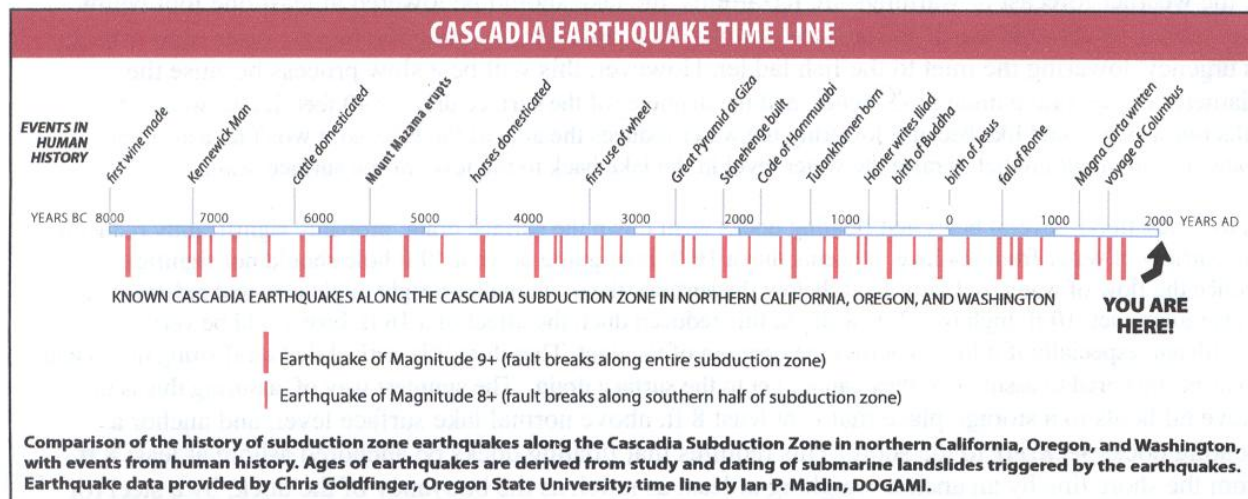 CASCADIA EARTHQUAKE TIME LINE
EVENTS IN
HUMAN
HISTORY
first wine made
Kennewick Man
cattle domesticated
Mount Mazama erupts
horses domesticated
first use of wheel
Great Pyramid at Giza
Stonehenge built
Code of Hammurabi
Tutankhamen born
Homer writes Iliad
birth of Buddha
birth of Jesus
fall of Rome
Magna Carta written
voyage of Columbus
YEARS BC 8000 7000 6000 5000 4000 3000 2000 1000 0 1000 2000 YEARS AD
KNOWN CASCADIA EARTHQUAKES ALONG THE CASCADIA SUBDUCTION ZONE IN NORTHERN CALIFORNIA, OREGON, AND WASHINGTON
YOU ARE
HERE!
Earthquake of Magnitude 9+ (fault breaks along entire subduction zone)
Earthquake of Magnitude 8+ (fault breaks along southern half of subduction zone)
Comparison of the history of subduction zone earthquakes along the Cascadia Subduction Zone in northern California, Oregon, and Washington,
with events from human history. Ages of earthquakes are derived from study and dating of submarine landslides triggered by the earthquakes.
Earthquake data provided by Chris Goldfinger, Oregon State University; time line by Ian P. Madin, DOGAMI.